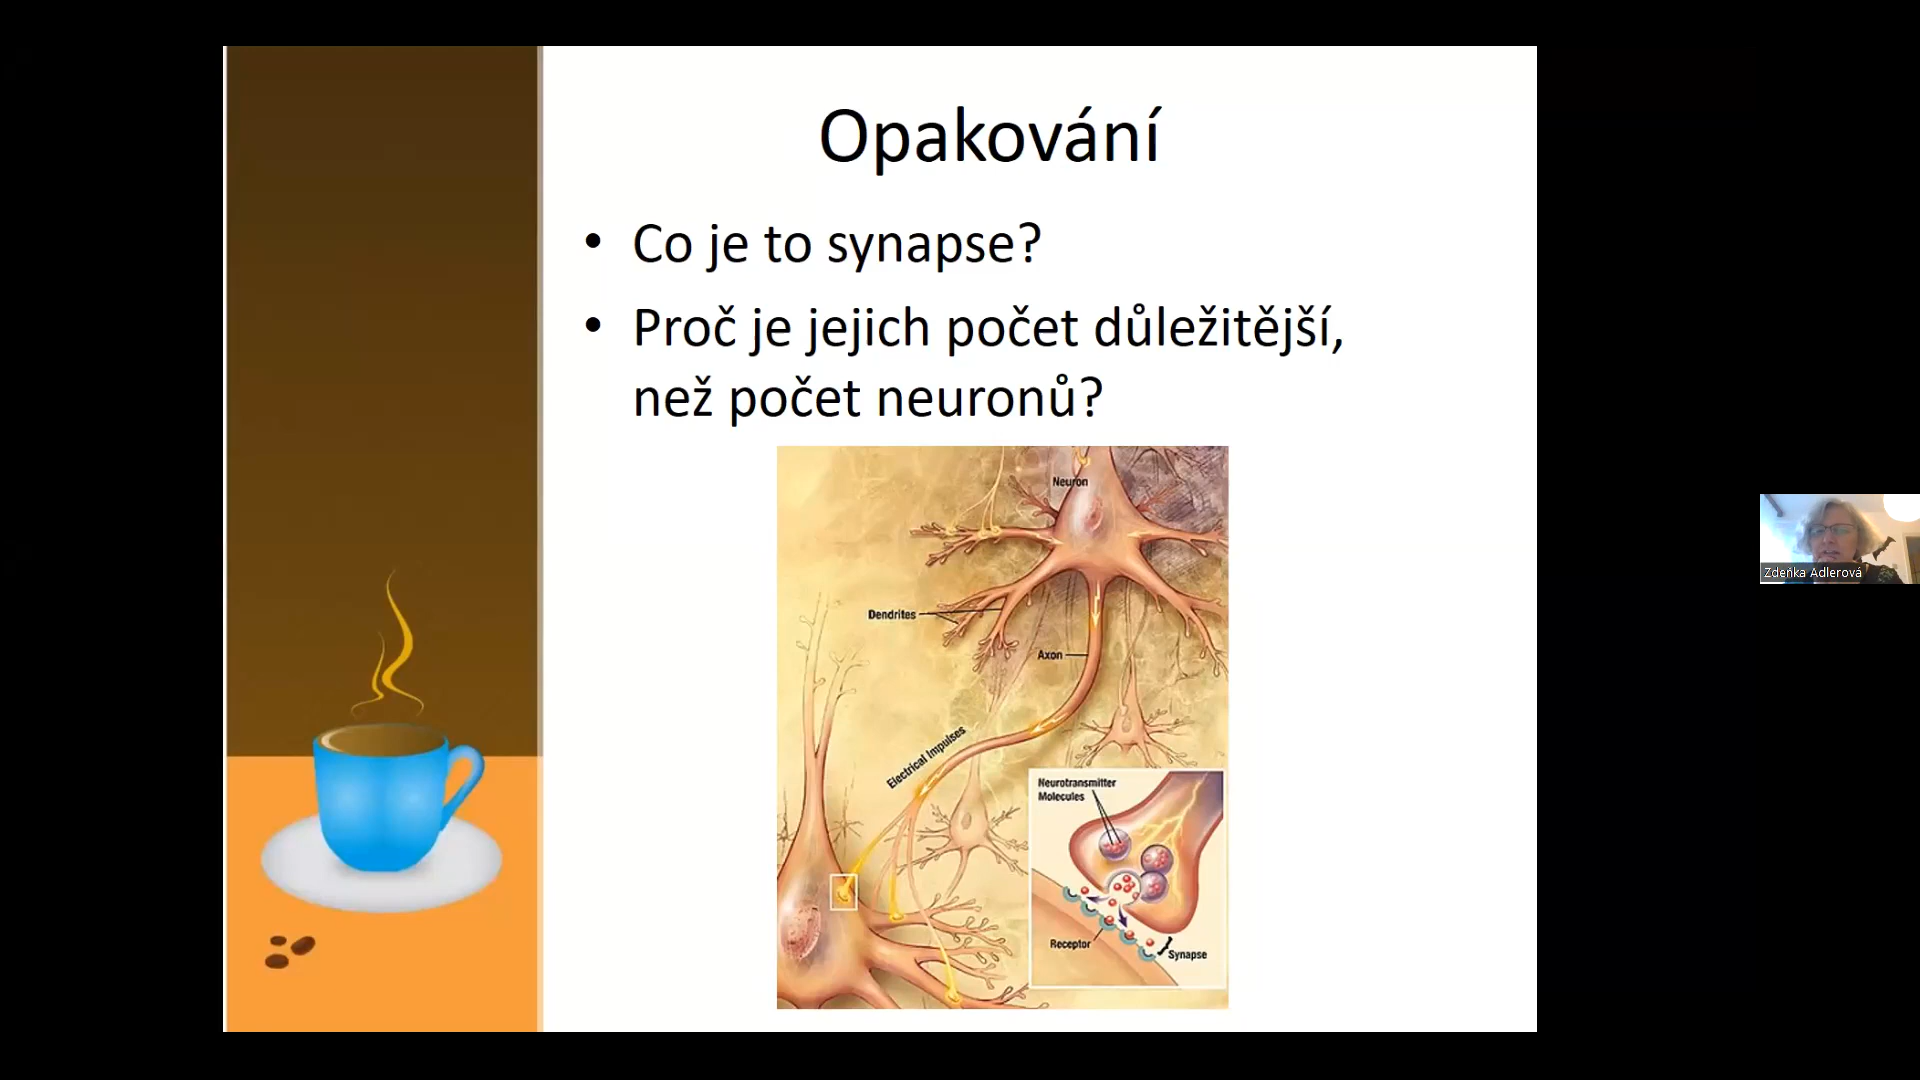 Opakování
• Co je to synapse?
• Proč je jejich počet důležitější,
než počet neuronů?
Neuron
Dendrites
Axon
Electrical Impulses
Neurotransmitter
Molecules
Receptor
Synapse
Zdeňka Adlerová